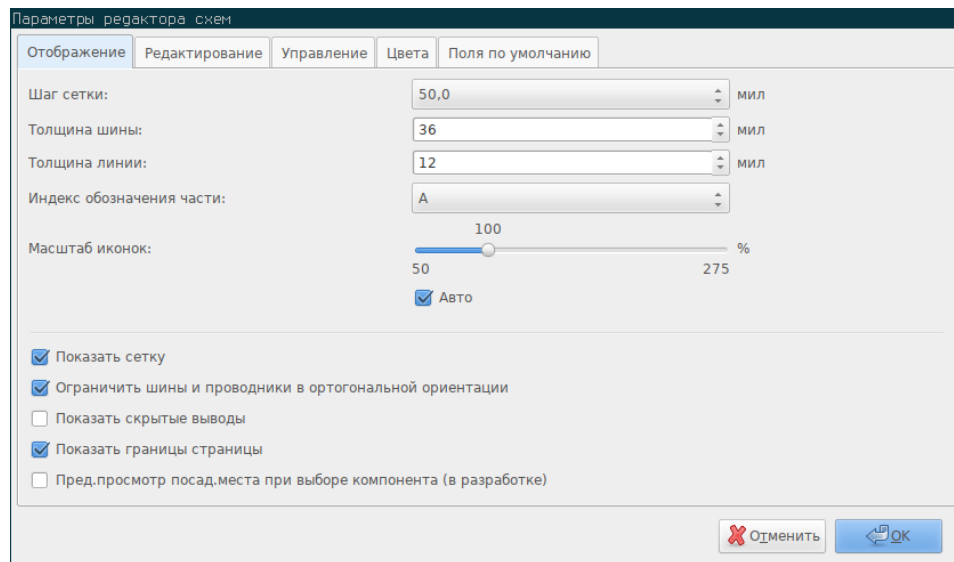 Параметры редактора схем
Отображение Редактирование Управление Цвета Поля по умолчанию
Шаг сетки: 50,0 мил
Толщина шины: 36 мил
Толщина линии: 12 мил
Индекс обозначения части: A
100
Масштаб иконок: %
50 275
Авто
Показать сетку
Ограничить шины и проводники в ортогональной ориентации
Показать скрытые выводы
Показать границы страницы
Пред.просмотр посад.места при выборе компонента (в разработке)
Отменить OK